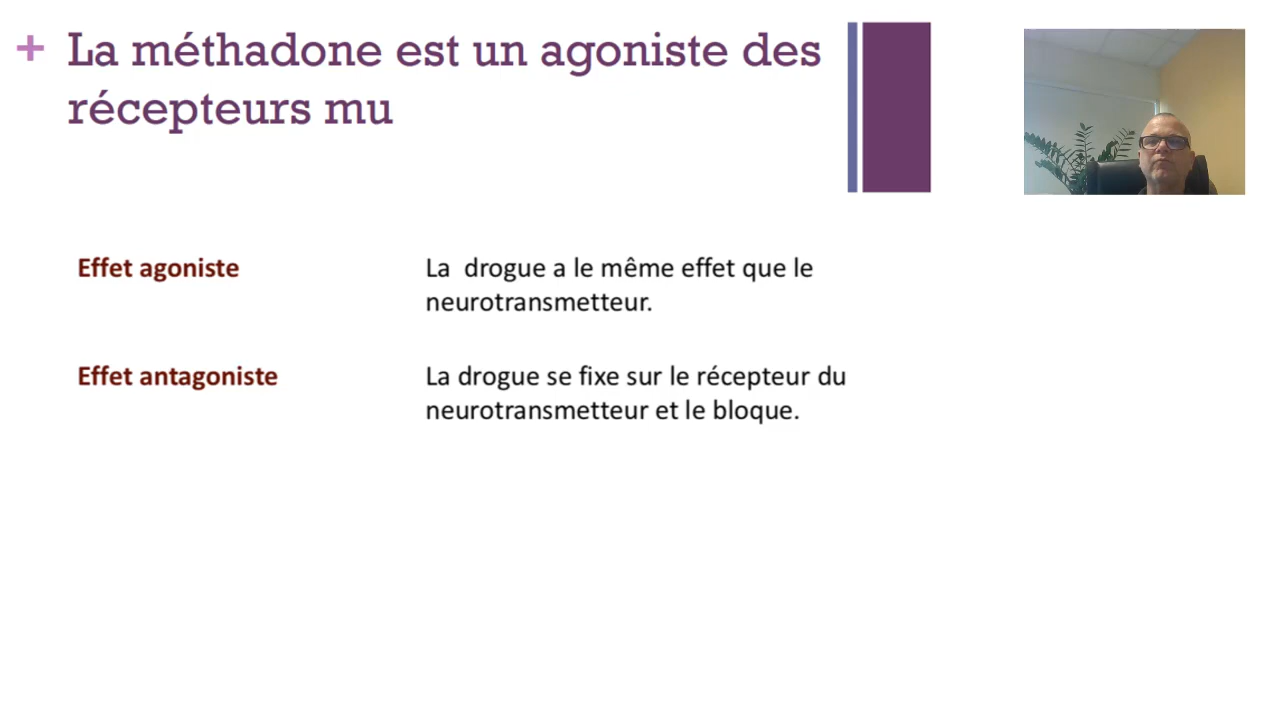 + La méthadone est un agoniste des
récepteurs mu
Effet agoniste
La drogue a le même effet que le
neurotransmetteur.
Effet antagoniste
La drogue se fixe sur le récepteur du
neurotransmetteur et le bloque.